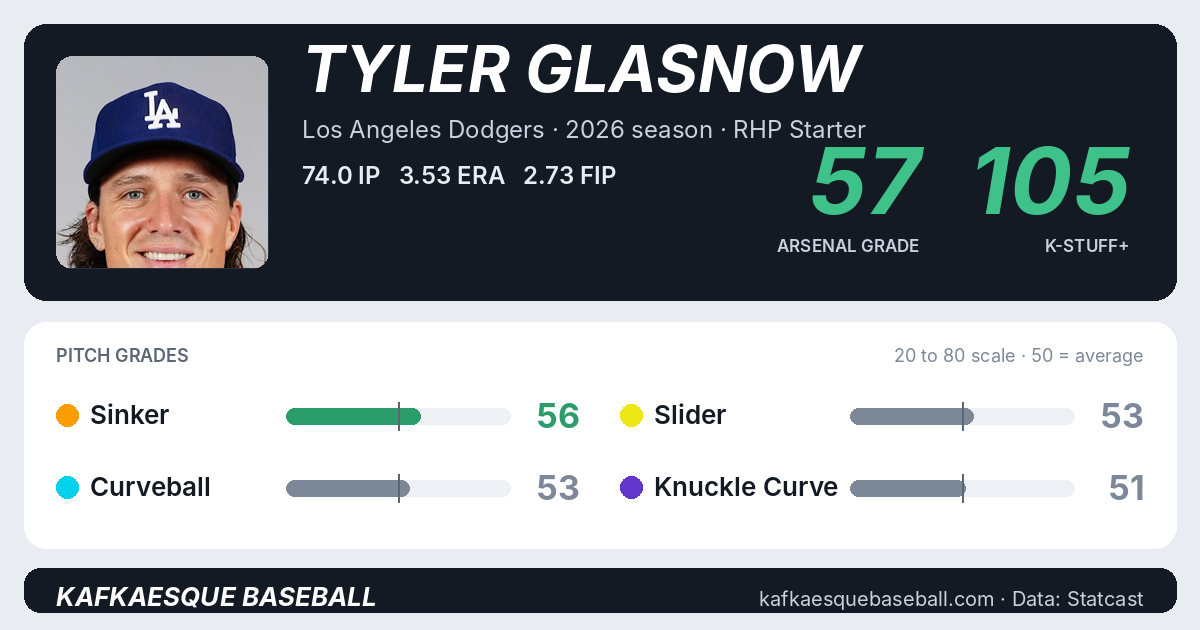 TYLER GLASNOW
Los Angeles Dodgers · 2026 season · RHP Starter
74.0 IP 3.53 ERA 2.73 FIP
57 105
ARSENAL GRADE K-STUFF+
LA
PITCH GRADES 20 to 80 scale · 50 = average
Sinker 56 Slider 53
Curveball 53 Knuckle Curve 51
KAFKAESQUE BASEBALL kafkaesquebaseball.com · Data: Statcast